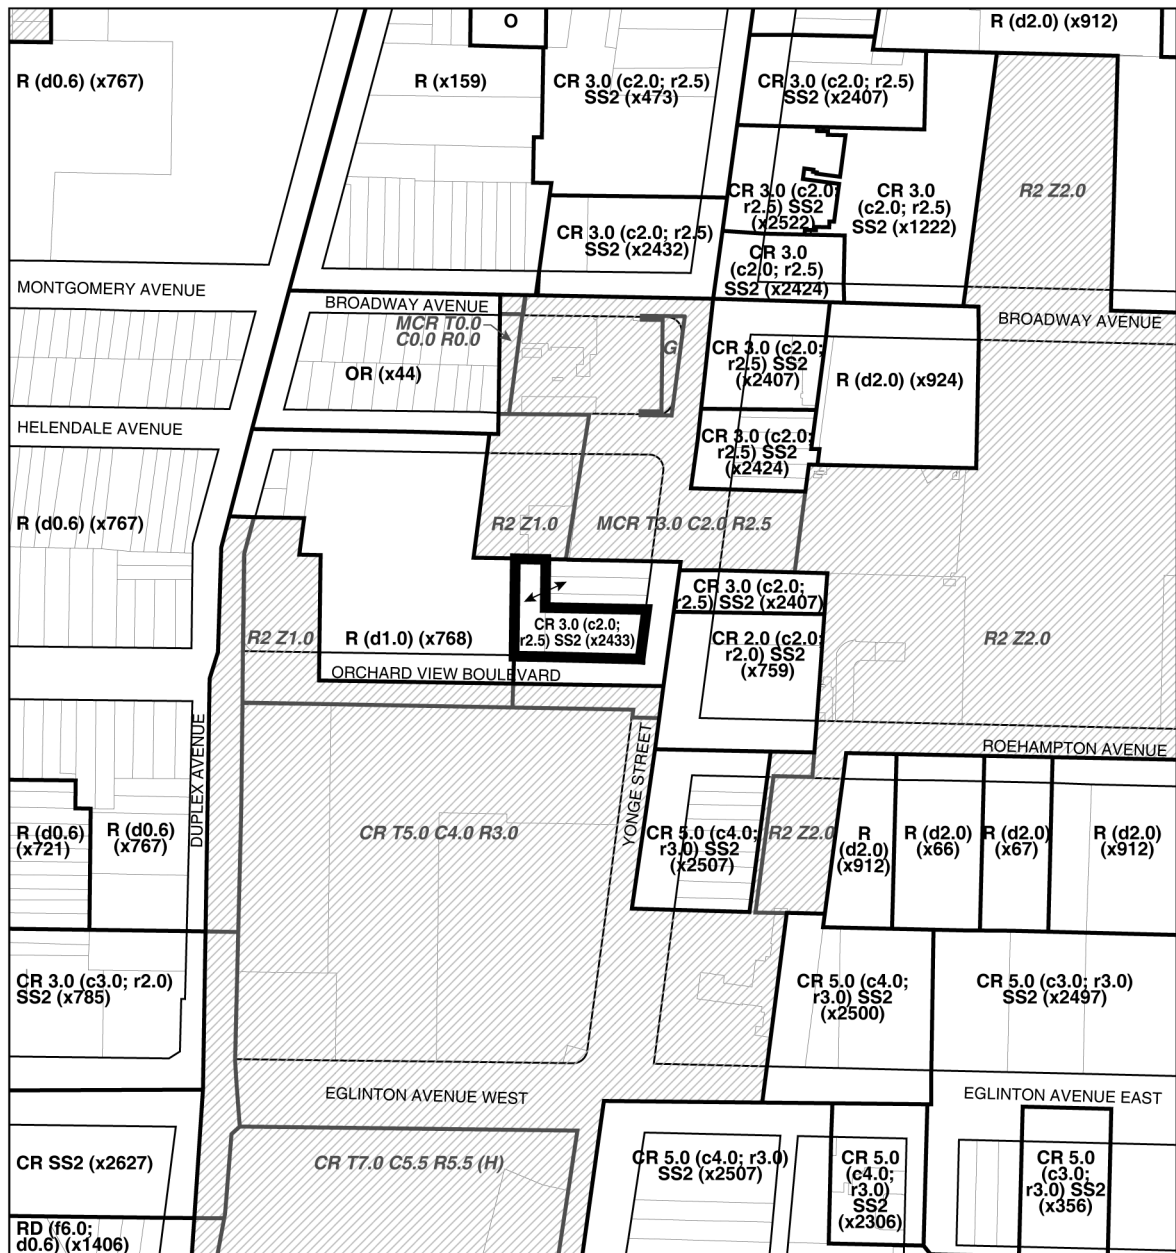 O
R (d2.0) (x912)
R (d0.6) (x767)
R (x159)
CR 3.0 (c2.0; r2.5)
SS2 (x473)
CR 3.0 (c2.0; r2.5)
SS2 (x2407)
CR 3.0 (c2.0;
r2.5) SS2
(x2522)
CR 3.0
(c2.0; r2.5)
SS2 (x1222)
R2 Z2.0
CR 3.0 (c2.0; r2.5)
SS2 (x2432)
CR 3.0
(c2.0; r2.5)
SS2 (x2424)
MONTGOMERY AVENUE
BROADWAY AVENUE
BROADWAY AVENUE
MCR T0.0
C0.0 R0.0
G
CR 3.0 (c2.0;
r2.5) SS2
(x2407)
OR (x44)
R (d2.0) (x924)
HELENDALE AVENUE
CR 3.0 (c2.0;
r2.5) SS2
(x2424)
R (d0.6) (x767)
R2 Z1.0
MCR T3.0 C2.0 R2.5
CR 3.0 (c2.0;
r2.5) SS2 (x2407)
R2 Z1.0
R (d1.0) (x768)
CR 3.0 (c2.0;
r2.5) SS2 (x2433)
CR 2.0 (c2.0;
r2.0) SS2
(x759)
R2 Z2.0
ORCHARD VIEW BOULEVARD
DUPLEX AVENUE
YONGE STREET
ROEHAMPTON AVENUE
R (d0.6)
(x721)
R (d0.6)
(x767)
CR T5.0 C4.0 R3.0
CR 5.0 (c4.0;
r3.0) SS2
(x2507)
R2 Z2.0
R
(d2.0)
(x912)
R (d2.0)
(x66)
R (d2.0)
(x67)
R (d2.0)
(x912)
CR 3.0 (c3.0; r2.0)
SS2 (x785)
CR 5.0 (c4.0;
r3.0) SS2
(x2500)
CR 5.0 (c3.0; r3.0)
SS2 (x2497)
EGLINTON AVENUE WEST
EGLINTON AVENUE EAST
CR SS2 (x2627)
CR T7.0 C5.5 R5.5 (H)
CR 5.0 (c4.0; r3.0)
SS2 (x2507)
CR 5.0
(c4.0;
r3.0)
SS2
(x2306)
CR 5.0
(c3.0;
r3.0) SS2
(x356)
RD (f6.0;
d0.6) (x1406)